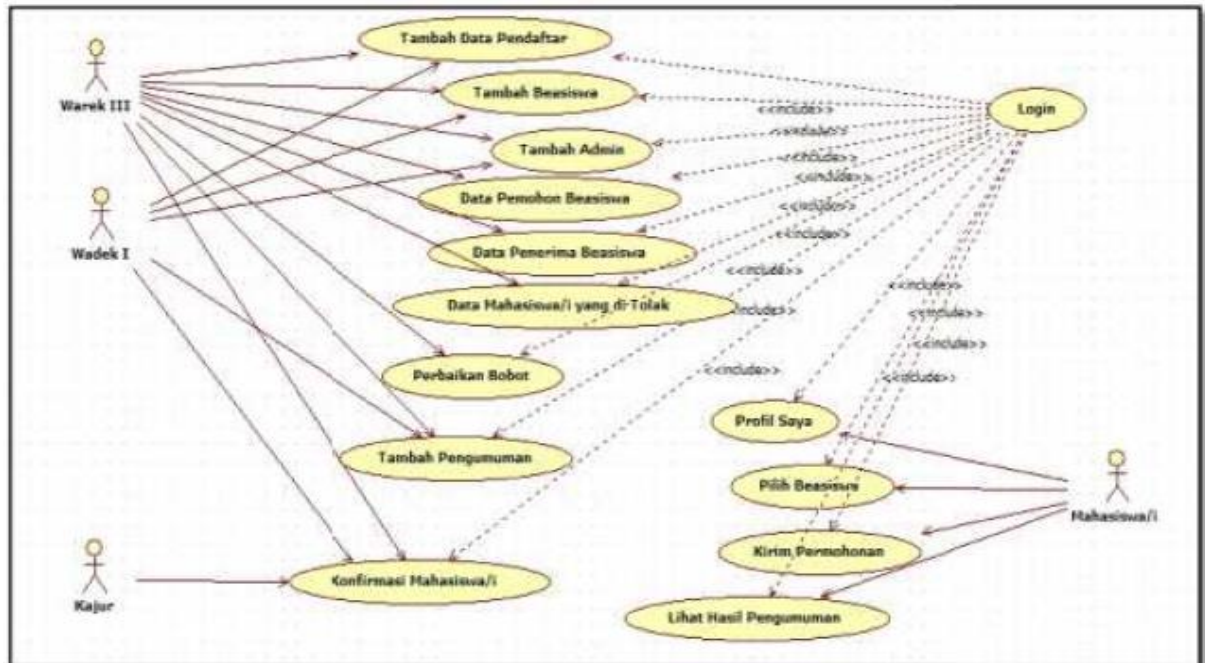 Tambah Data Pendaftar
Warek III
Tambah Beasiswa
Login
<<include>>
<<include>>
Tambah Admin
<<include>>
<<include>>
Data Pemohon Beasiswa
<<include>>
Wadek I
<<include>>
Data Penerima Beasiswa
<<include>>
<<include>>
Data Mahasiswa/i yang di Tolak
<<include>>
<<include>>
<<include>>
<<include>>
<<include>>
Perbaikan Bobot
Profil Saya
Tambah Pengumuman
Pilih Beasiswa
Mahasiswa/i
Kirim Permohonan
Konfirmasi Mahasiswa/i
Kajur
Lihat Hasil Pengumuman